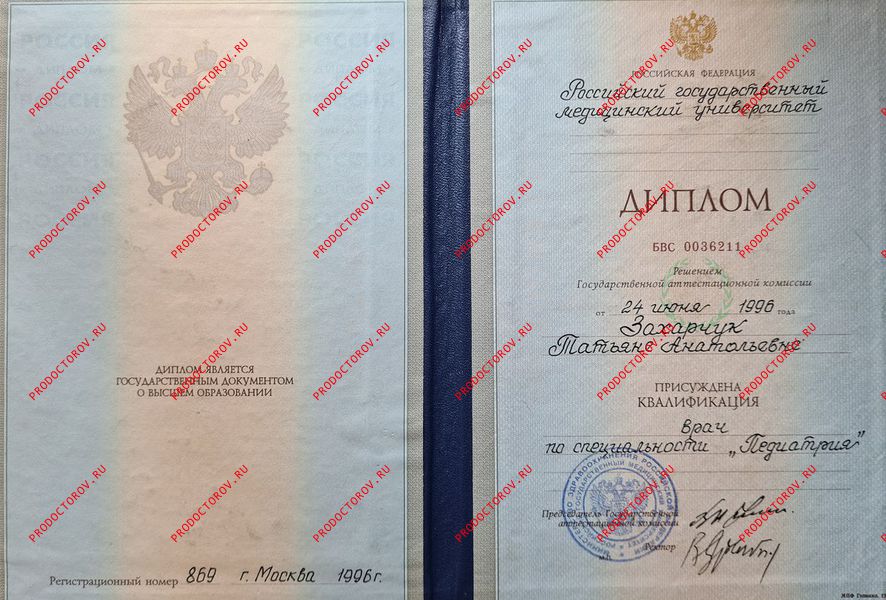 ДИПЛОМ ЯВЛЯЕТСЯ
ГОСУДАРСТВЕННЫМ ДОКУМЕНТОМ
О ВЫСШЕМ ОБРАЗОВАНИИ
Регистрационный номер 869 г. Москва 1996 г.
РОССИЙСКАЯ ФЕДЕРАЦИЯ
Российский государственный
медицинский университет
ДИПЛОМ
БВС 0036211
Решением
Государственной аттестационной комиссии
от 24 июня 1996 года
Захарчук
Татьяне Анатольевне
ПРИСУЖДЕНА
КВАЛИФИКАЦИЯ
врач
по специальности „Педиатрия"
Председатель Государственной
аттестационной комиссии
Ректор
PRODOCTOROV.RU